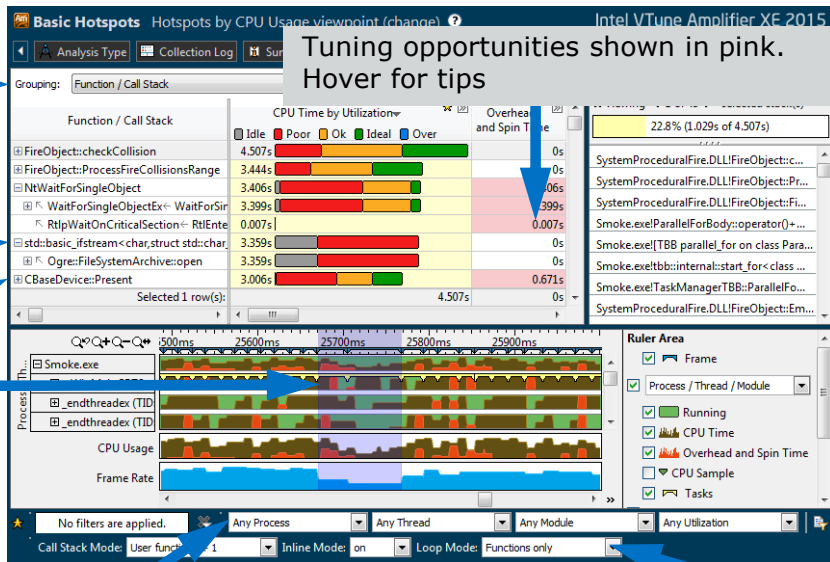 Basic Hotspots Hotspots by CPU Usage viewpoint (change) ?
Intel VTune Amplifier XE 2015
Analysis Type
Collection Log
Tuning opportunities shown in pink.
Hover for tips
Grouping: Function / Call Stack
Function / Call Stack
CPU Time by Utilization
Idle Poor Ok Ideal Over
and Spin
22.8% (1.029s of 4.507s)
FireObject::checkCollision 4.507s 0s
FireObject::ProcessFireCollisionsRange 3.444s 0s
NtWaitForSingleObject 3.406s
WaitForSingleObjectEx← WaitForSir 3.399s
RtlpWaitOnCriticalSection← RtlEnte 0.007s 0.007s
std::basic_ifstream<char,struct std::char_ 3.359s 0s
Ogre::FileSystemArchive::open 3.359s 0s
CBaseDevice::Present 3.006s 0.671s
Selected 1 row(s): 4.507s 0s
SystemProceduralFire.DLL!FireObject::c...
SystemProceduralFire.DLL!FireObject::Pr...
SystemProceduralFire.DLL!FireObject::Fi...
Smoke.exe!ParallelForBody::operator()+...
Smoke.exe![TBB parallel_for on class Para...
Smoke.exe!tbb::internal::start_for<class ...
Smoke.exe!TaskManagerTBB::ParallelFo...
SystemProceduralFire.DLL!FireObject::Em...
500ms 25600ms 25700ms 25800ms 25900ms
Smoke.exe
_endthreadex (TID
_endthreadex (TID
CPU Usage
Frame Rate
Ruler Area
Frame
Process / Thread / Module
Running
CPU Time
Overhead and Spin Time
CPU Sample
Tasks
No filters are applied.
Any Process
Any Thread
Any Module
Any Utilization
Call Stack Mode: User 1
Inline Mode: on
Loop Mode: Functions only